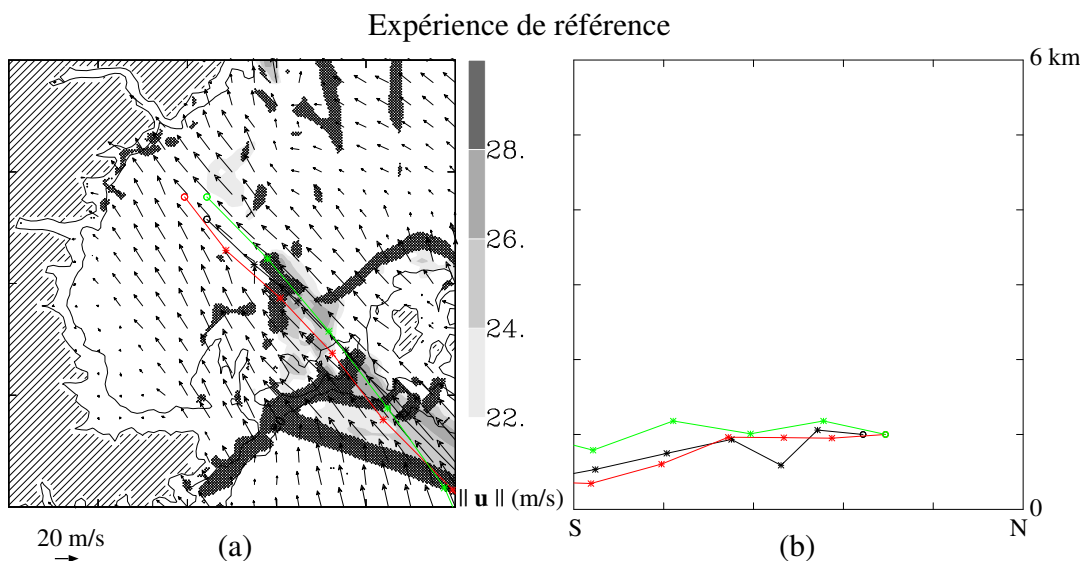 Expérience de référence
6 km
28.
26.
24.
22.
|| u || (m/s)
0
S
N
20 m/s
(a)
(b)